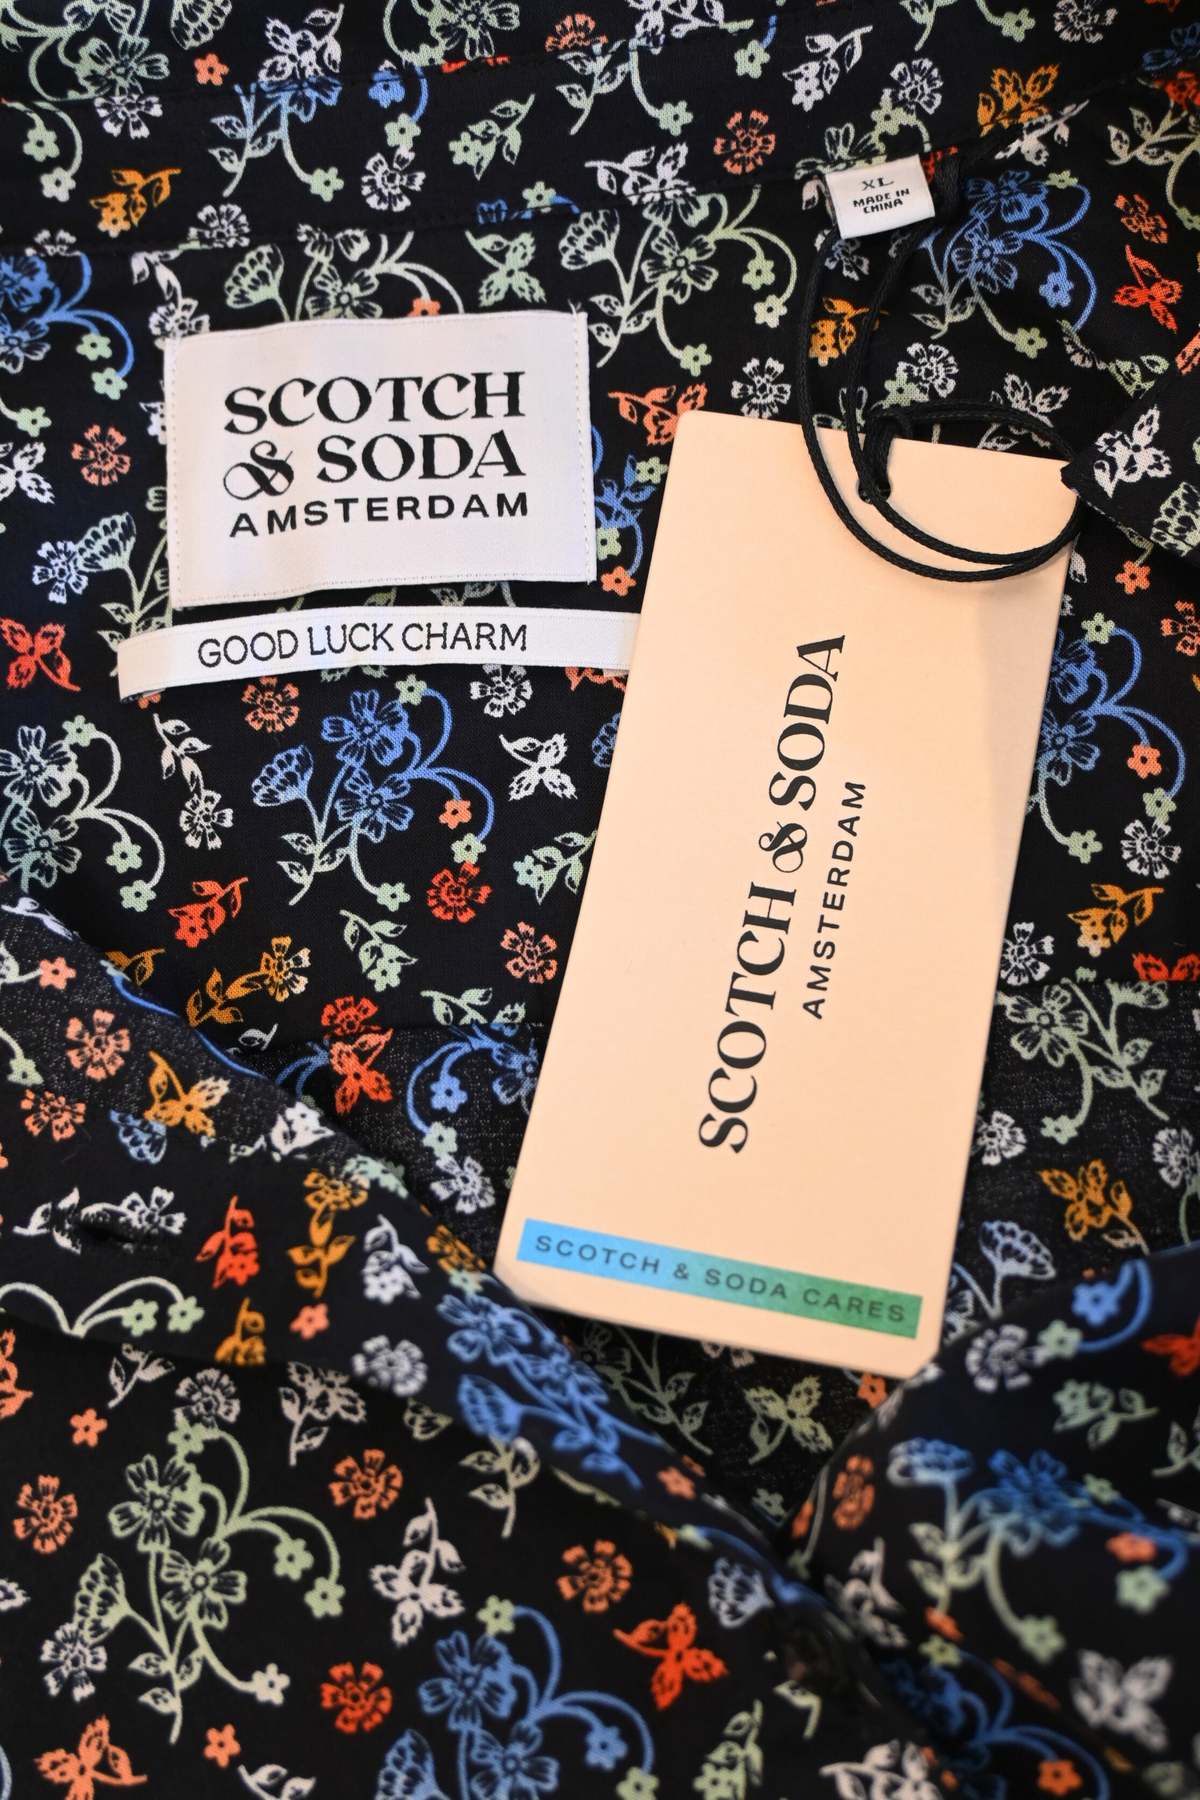 XL
MADE IN
CHINA
SCOTCH
& SODA
AMSTERDAM
GOOD LUCK CHARM
SCOTCH & SODA
AMSTERDAM
SCOTCH & SODA CARES